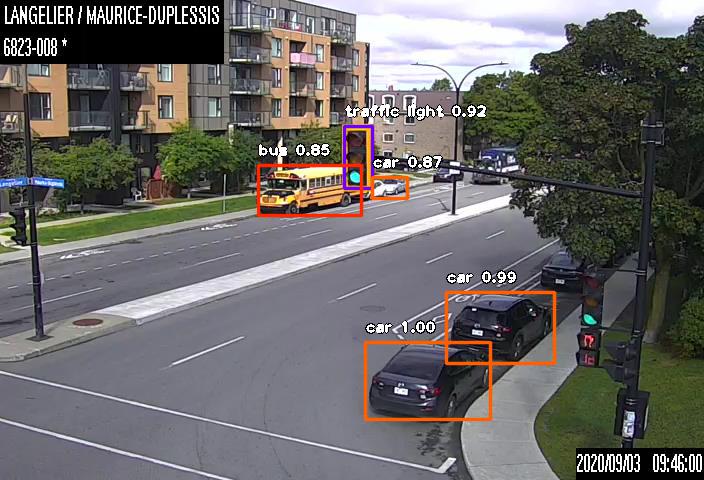 LANGELIER / MAURICE-DUPLESSIS
6823-008 *
traffic light 0.92
bus 0.85
car 0.87
Langelier
car 0.99
car 1.00
2020/09/03 09:46:00